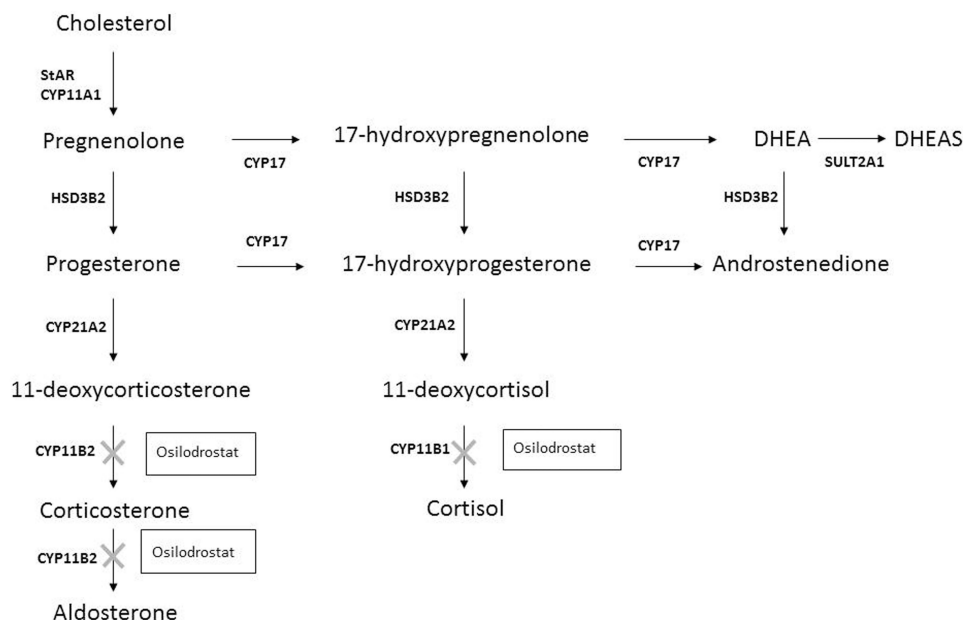 Cholesterol
StAR
CYP11A1
Pregnenolone
17-hydroxypregnenolone
DHEA
DHEAS
CYP17
CYP17
SULT2A1
HSD3B2
HSD3B2
HSD3B2
CYP17
CYP17
Progesterone
17-hydroxyprogesterone
Androstenedione
CYP21A2
CYP21A2
11-deoxycorticosterone
11-deoxycortisol
CYP11B2
Osilodrostat
CYP11B1
Osilodrostat
Corticosterone
Cortisol
CYP11B2
Osilodrostat
Aldosterone